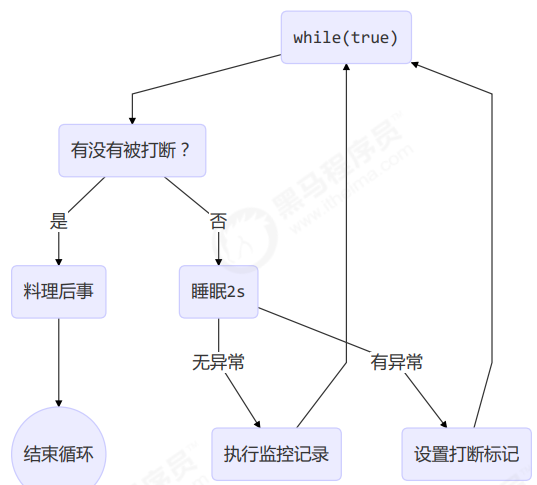 while(true)
有没有被打断？
是
否
料理后事
睡眠2s
无异常
有异常
结束循环
执行监控记录
设置打断标记
黑马程序员™
www.itheima.com